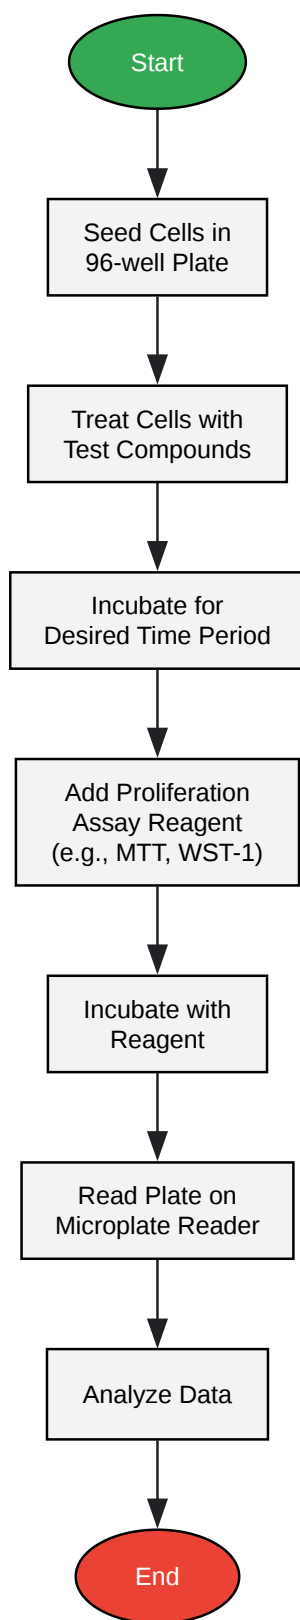 Start
Seed Cells in
96-well Plate
Treat Cells with
Test Compounds
Incubate for
Desired Time Period
Add Proliferation
Assay Reagent
(e.g., MTT, WST-1)
Incubate with
Reagent
Read Plate on
Microplate Reader
Analyze Data
End